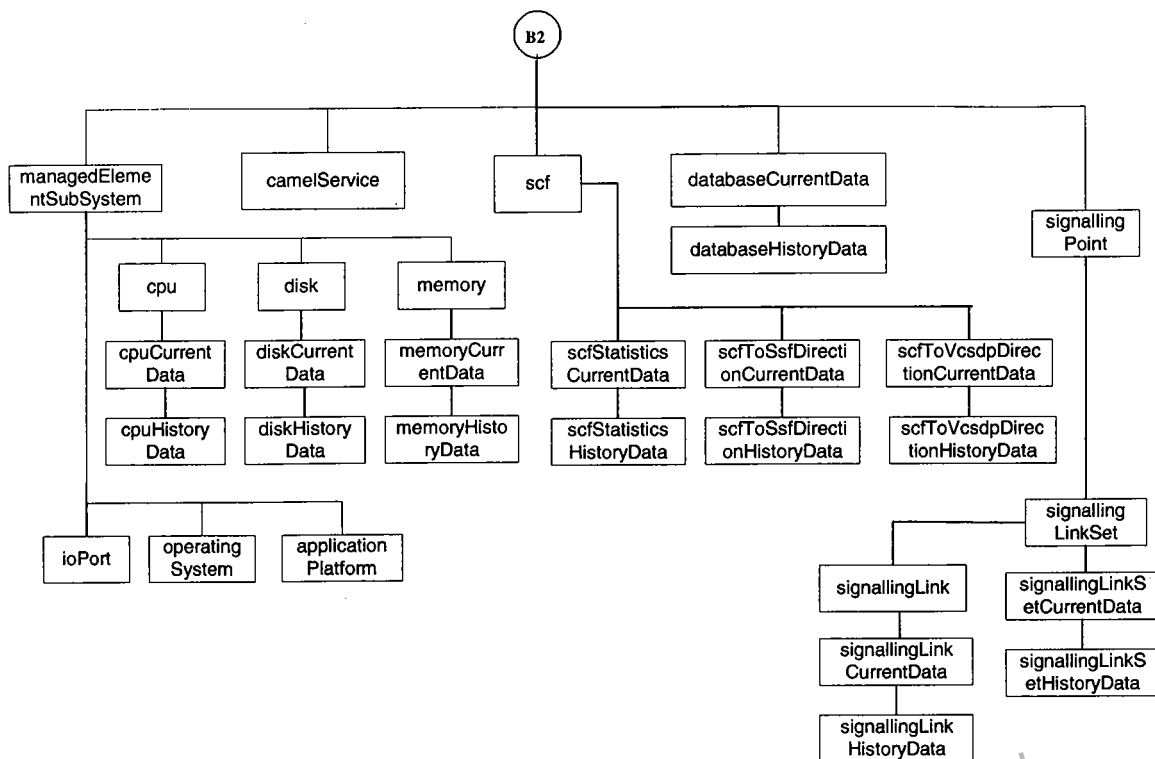 B2
managedEleme
ntSubSystem
camelService
scf
databaseCurrentData
databaseHistoryData
signalling
Point
cpu
disk
memory
cpuCurrent
Data
diskCurrent
Data
memoryCurr
entData
scfStatistics
CurrentData
scfToSsfDirecti
onCurrentData
scfToVcsdpDirec
tionCurrentData
cpuHistory
Data
diskHistory
Data
memoryHisto
ryData
scfStatistics
HistoryData
scfToSsfDirecti
onHistoryData
scfToVcsdpDirec
tionHistoryData
ioPort
operating
System
application
Platform
signalling
LinkSet
signallingLink
signallingLinkS
etCurrentData
signallingLink
CurrentData
signallingLinkS
etHistoryData
signallingLink
HistoryData